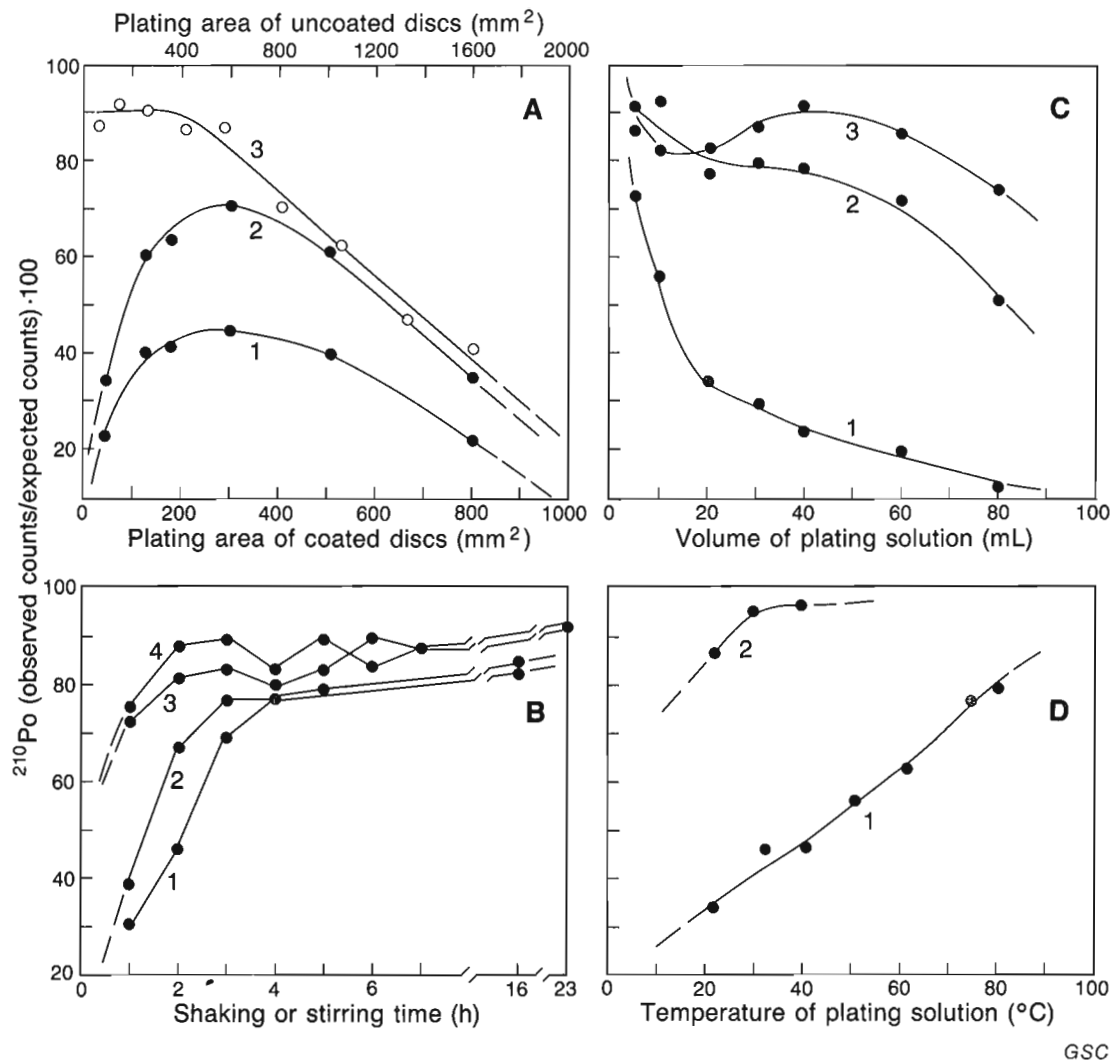 Plating area of uncoated discs (mm²)
400 800 1200 1600 2000
100
80
60
40
20
A
3
2
1
0 200 400 600 800 1000
Plating area of coated discs (mm²)
C
3
2
1
0 20 40 60 80 100
Volume of plating solution (mL)
²¹⁰Po (observed counts/expected counts)·100
100
80
60
40
20
4
3
2
1
B
0 2 4 6 16 23
Shaking or stirring time (h)
2
1
D
0 20 40 60 80 100
Temperature of plating solution (°C)
GSC